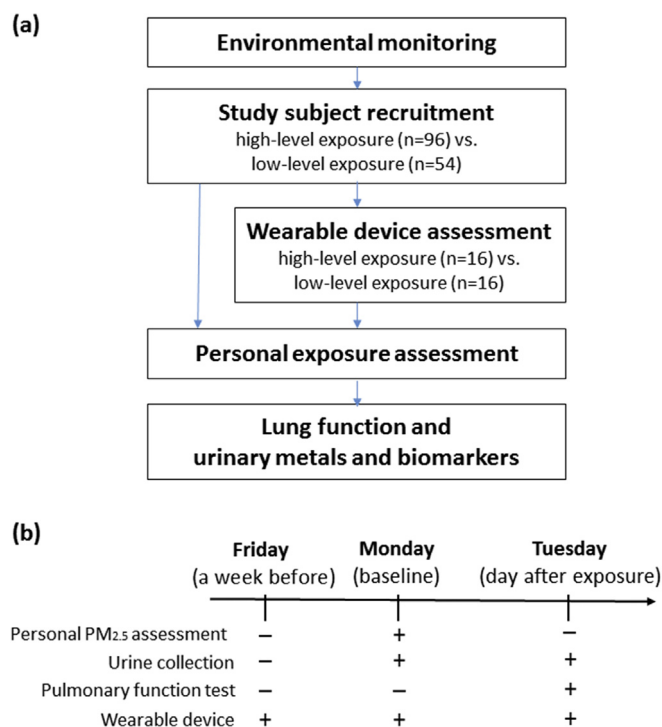 (a)
Environmental monitoring
Study subject recruitment
high-level exposure (n=96) vs.
low-level exposure (n=54)
Wearable device assessment
high-level exposure (n=16) vs.
low-level exposure (n=16)
Personal exposure assessment
Lung function and
urinary metals and biomarkers
(b)
Friday Monday Tuesday
(a week before) (baseline) (day after exposure)
Personal PM2.5 assessment – + –
Urine collection – + +
Pulmonary function test – – +
Wearable device + + +